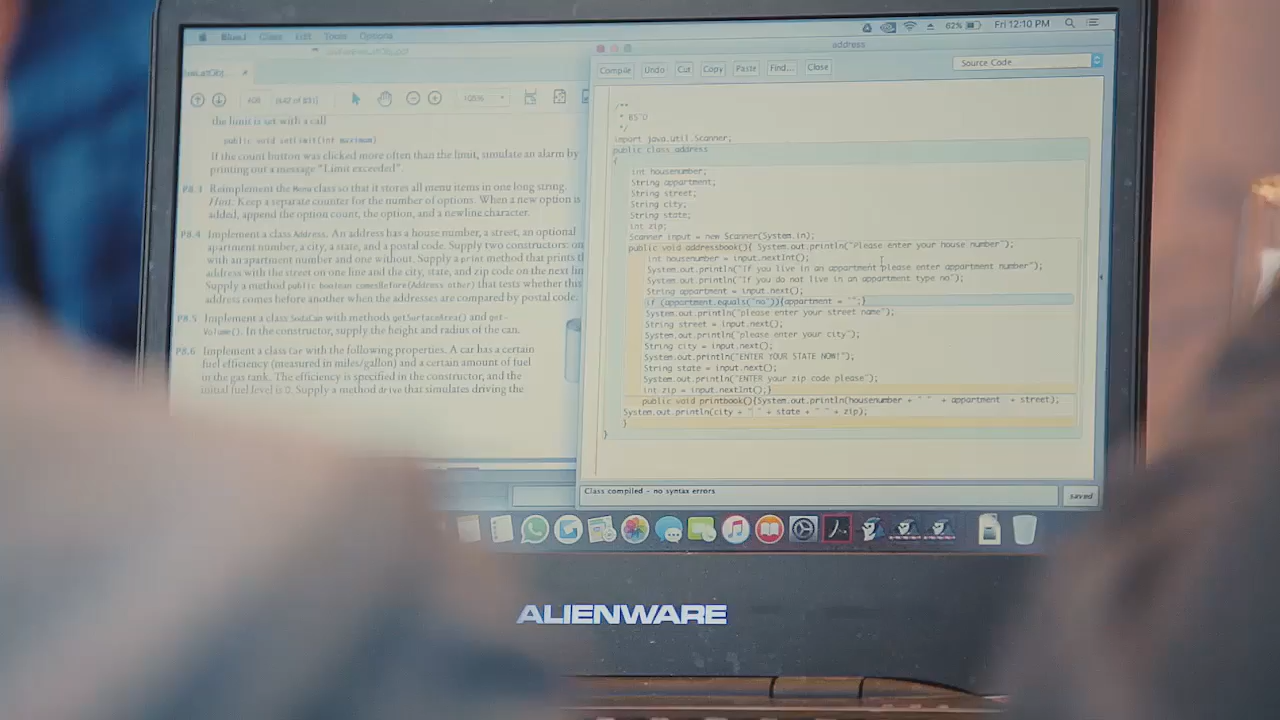 BlueJ Class Edit Tools Options
62% Fri 12:10 PM
address
Compile Undo Cut Copy Paste Find... Close Source Code
(442 of 851) 105%
the limit is set with a call
public void setLimit(int maximum)
If the count button was clicked more often than the limit, simulate an alarm by
printing out a message "Limit exceeded".
Reimplement the Menu class so that it stores all menu items in one long string.
Hint: Keep a separate counter for the number of options. When a new option is
added, append the option count, the option, and a newline character.
P8.4 Implement a class Address. An address has a house number, a street, an optional
apartment number, a city, a state, and a postal code. Supply two constructors: on
with an apartment number and one without. Supply a print method that prints th
address with the street on one line and the city, state, and zip code on the next lin
Supply a method public boolean comesBefore(Address other) that tests whether this
address comes before another when the addresses are compared by postal code.
P8.5 Implement a class SodaCan with methods getSurfaceArea() and get-
Volume(). In the constructor, supply the height and radius of the can.
P8.6 Implement a class Car with the following properties. A car has a certain
fuel efficiency (measured in miles/gallon) and a certain amount of fuel
in the gas tank. The efficiency is specified in the constructor, and the
initial fuel level is 0. Supply a method drive that simulates driving the
/**
*/
import java.util.Scanner;
public class address
{
int housenumber;
String appartment;
String street;
String city;
String state;
int zip;
Scanner input = new Scanner(System.in);
public void addressbook(){ System.out.println("Please enter your house number");
int housenumber = input.nextInt();
System.out.println("If you live in an appartment please enter appartment number");
System.out.println("If you do not live in an appartment type no");
String appartment = input.next();
if (appartment.equals("no")){appartment = "";}
System.out.println("please enter your street name");
String street = input.next();
System.out.println("please enter your city");
String city = input.next();
System.out.println("ENTER YOUR STATE NOW!");
String state = input.next();
System.out.println("ENTER your zip code please");
int zip = input.nextInt();}
public void printbook(){System.out.println(housenumber + " " + appartment + street);
System.out.println(city + " " + state + " " + zip);
}
}
Class compiled - no syntax errors
saved
ALIENWARE